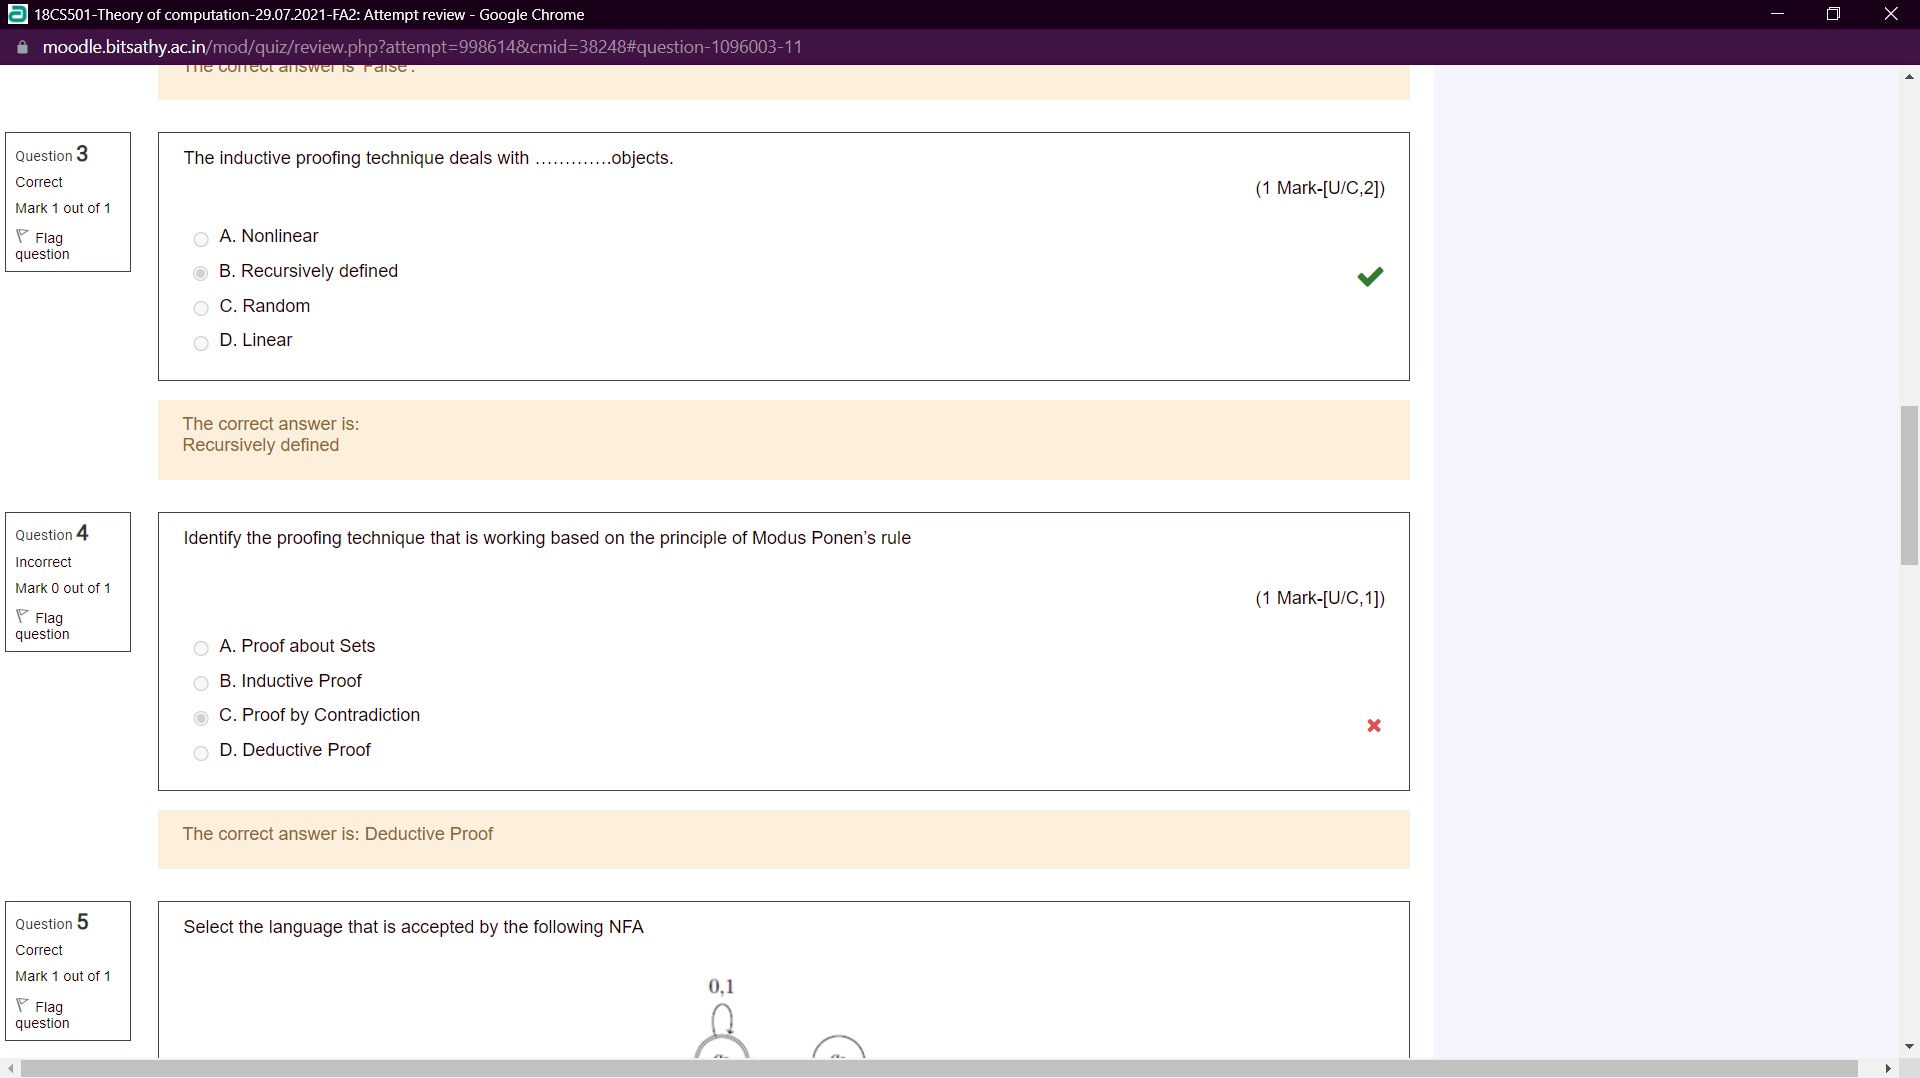 18CS501-Theory of computation-29.07.2021-FA2: Attempt review - Google Chrome
moodle.bitsathy.ac.in/mod/quiz/review.php?attempt=998614&cmid=38248#question-1096003-11
The correct answer is 'False'.
Question 3
Correct
Mark 1 out of 1
Flag
question
The inductive proofing technique deals with ………….objects.
(1 Mark-[U/C,2])
A. Nonlinear
B. Recursively defined
C. Random
D. Linear
The correct answer is:
Recursively defined
Question 4
Incorrect
Mark 0 out of 1
Flag
question
Identify the proofing technique that is working based on the principle of Modus Ponen’s rule
(1 Mark-[U/C,1])
A. Proof about Sets
B. Inductive Proof
C. Proof by Contradiction
D. Deductive Proof
The correct answer is: Deductive Proof
Question 5
Correct
Mark 1 out of 1
Flag
question
Select the language that is accepted by the following NFA
0,1